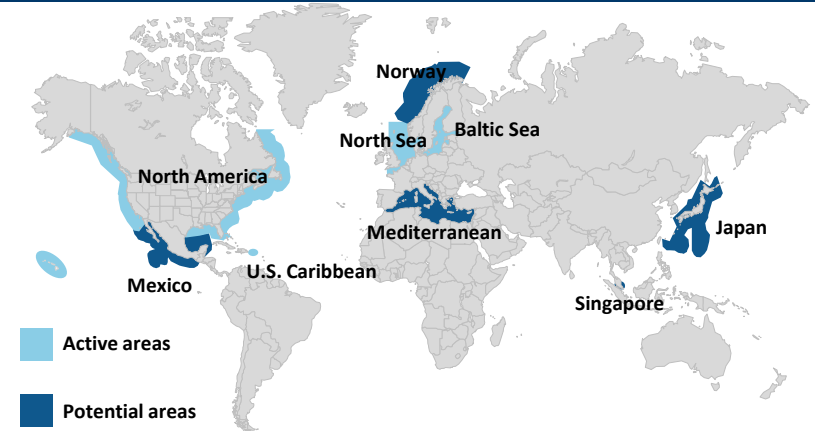 Norway
North Sea
Baltic Sea
North America
Mediterranean
Japan
U.S. Caribbean
Mexico
Singapore
Active areas
Potential areas